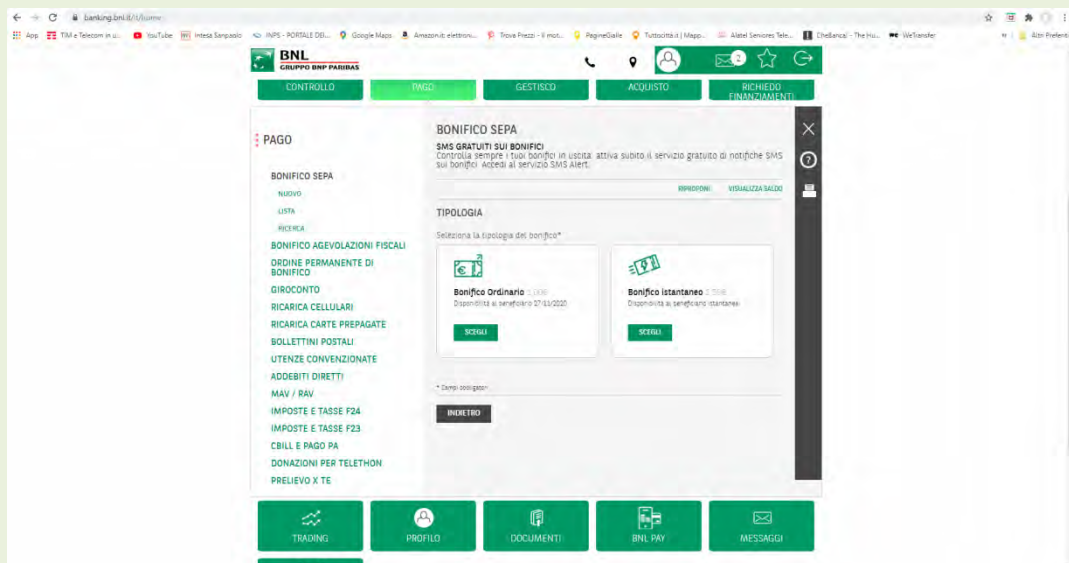 banking.bnl.it/it/
App
TIM e Telecom in u...
YouTube
Intesa Sanpaolo
INPS - PORTALE DEL...
Google Maps
Amazon.it: elettron...
Trova Prezzi - Il mot...
PagineGialle
Tuttocittà.it | Mapp...
Alatel Seniores Tele...
CheBanca! - The Hu...
WeTransfer
Altri Preferiti
BNL
GRUPPO BNP PARIBAS
2
CONTROLLO
PAGO
GESTISCO
ACQUISTO
RICHIEDO
FINANZIAMENTI
PAGO
BONIFICO SEPA
NUOVO
LISTA
RICERCA
BONIFICO AGEVOLAZIONI FISCALI
ORDINE PERMANENTE DI
BONIFICO
GIROCONTO
RICARICA CELLULARI
RICARICA CARTE PREPAGATE
BOLLETTINI POSTALI
UTENZE CONVENZIONATE
ADDEBITI DIRETTI
MAV / RAV
IMPOSTE E TASSE F24
IMPOSTE E TASSE F23
CBILL E PAGO PA
DONAZIONI PER TELETHON
PRELIEVO X TE
BONIFICO SEPA
SMS GRATUITI SUI BONIFICI
Controlla sempre i tuoi bonifici in uscita: attiva subito il servizio gratuito di notifiche SMS
sui bonifici. Accedi al servizio SMS Alert.
RIPROPONI
VISUALIZZA SALDO
TIPOLOGIA
Seleziona la tipologia del bonifico*
Bonifico Ordinario
Disponibilità al beneficiario 27/11/2020
SCEGLI
Bonifico istantaneo
Disponibilità al beneficiario istantanea
SCEGLI
* Campi obbligatori
INDIETRO
TRADING
PROFILO
DOCUMENTI
BNL PAY
MESSAGGI